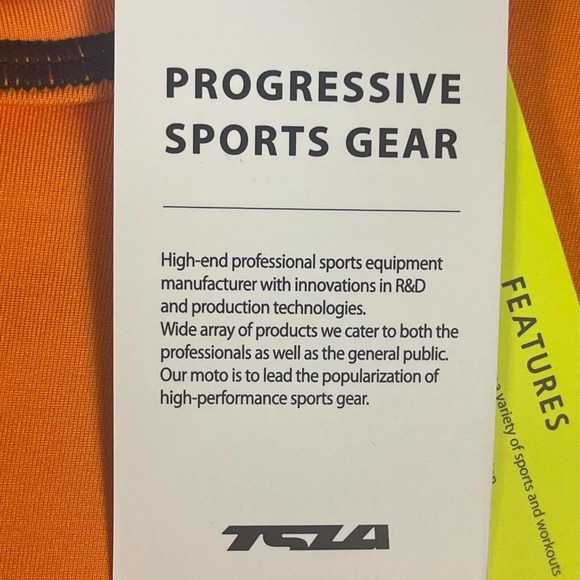 PROGRESSIVE
SPORTS GEAR
High-end professional sports equipment
manufacturer with innovations in R&D
and production technologies.
Wide array of products we cater to both the
professionals as well as the general public.
Our moto is to lead the popularization of
high-performance sports gear.
TSLA
FEATURES
a variety of sports and workouts